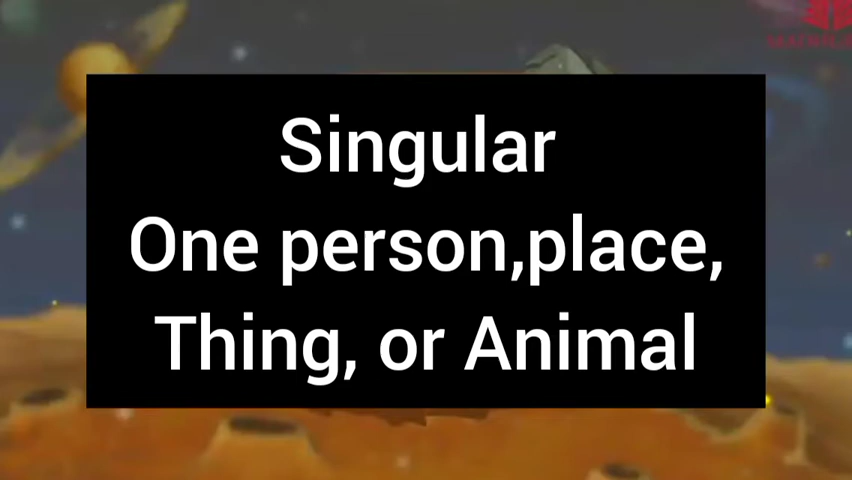 Singular
One person,place,
Thing, or Animal